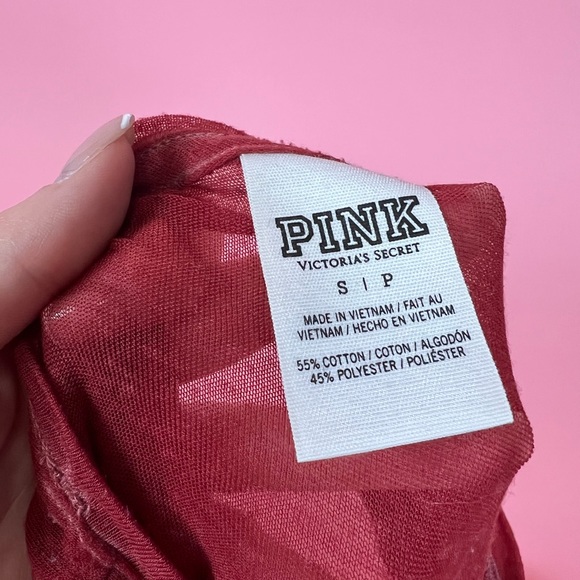 PINK
VICTORIA'S SECRET
S | P
MADE IN VIETNAM / FAIT AU
VIETNAM / HECHO EN VIETNAM
55% COTTON / COTON / ALGODÓN
45% POLYESTER / POLIÉSTER